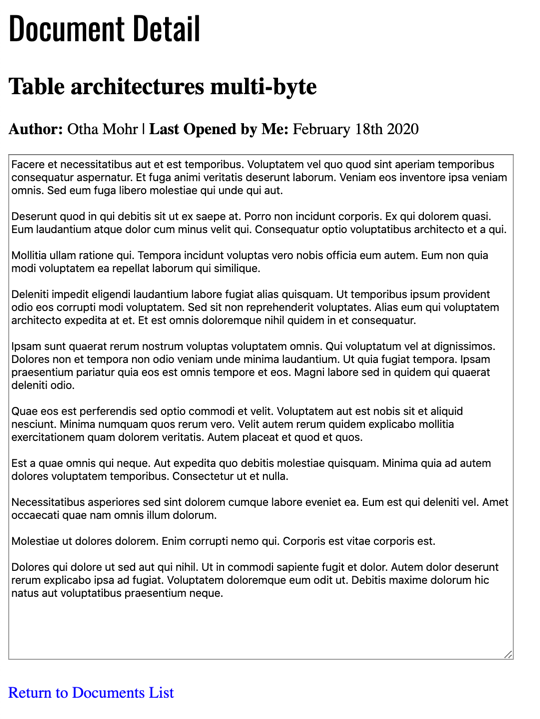 Document Detail
Table architectures multi-byte
Author: Otha Mohr | Last Opened by Me: February 18th 2020
Facere et necessitatibus aut et est temporibus. Voluptatem vel quo quod sint aperiam temporibus
consequatur aspernatur. Et fuga animi veritatis deserunt laborum. Veniam eos inventore ipsa veniam
omnis. Sed eum fuga libero molestiae qui unde qui aut.
Deserunt quod in qui debitis sit ut ex saepe at. Porro non incidunt corporis. Ex qui dolorem quasi.
Eum laudantium atque dolor cum minus velit qui. Consequatur optio voluptatibus architecto et a qui.
Mollitia ullam ratione qui. Tempora incidunt voluptas vero nobis officia eum autem. Eum non quia
modi voluptatem ea repellat laborum qui similique.
Deleniti impedit eligendi laudantium labore fugiat alias quisquam. Ut temporibus ipsum provident
odio eos corrupti modi voluptatem. Sed sit non reprehenderit voluptates. Alias eum qui voluptatem
architecto expedita at et. Et est omnis doloremque nihil quidem in et consequatur.
Ipsam sunt quaerat rerum nostrum voluptas voluptatem omnis. Qui voluptatum vel at dignissimos.
Dolores non et tempora non odio veniam unde minima laudantium. Ut quia fugiat tempora. Ipsam
praesentium pariatur quia eos est omnis tempore et eos. Magni labore sed in quidem qui quaerat
deleniti odio.
Quae eos est perferendis sed optio commodi et velit. Voluptatem aut est nobis sit et aliquid
nesciunt. Minima numquam quos rerum vero. Velit autem rerum quidem explicabo mollitia
exercitationem quam dolorem veritatis. Autem placeat et quod et quos.
Est a quae omnis qui neque. Aut expedita quo debitis molestiae quisquam. Minima quia ad autem
dolores voluptatem temporibus. Consectetur ut et nulla.
Necessitatibus asperiores sed sint dolorem cumque labore eveniet ea. Eum est qui deleniti vel. Amet
occaecati quae nam omnis illum dolorum.
Molestiae ut dolores dolorem. Enim corrupti nemo qui. Corporis est vitae corporis est.
Dolores qui dolore ut sed aut qui nihil. Ut in commodi sapiente fugit et dolor. Autem dolor deserunt
rerum explicabo ipsa ad fugiat. Voluptatem doloremque eum odit ut. Debitis maxime dolorum hic
natus aut voluptatibus praesentium neque.
Return to Documents List